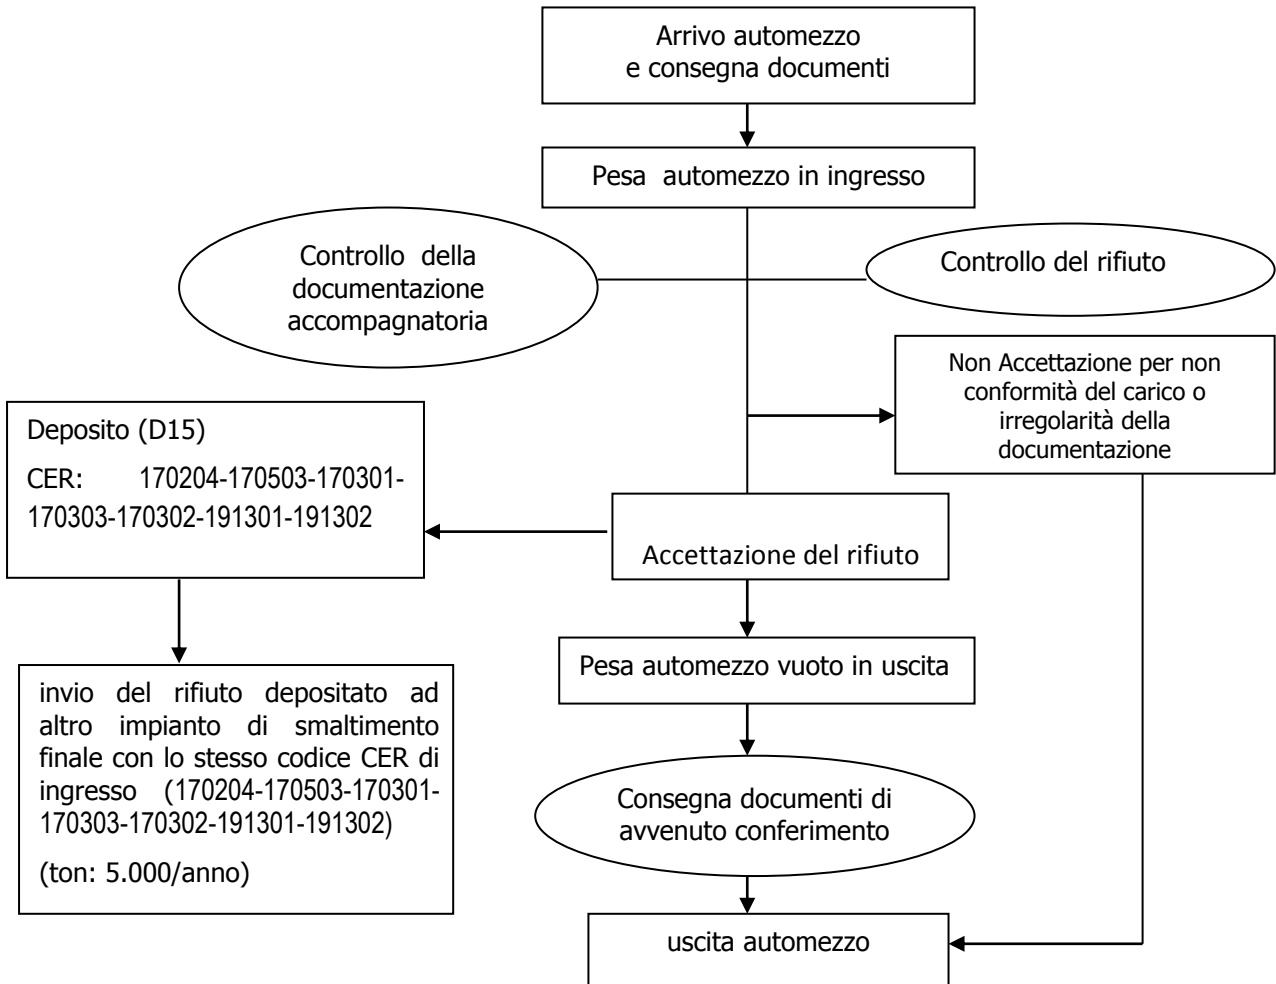 Arrivo automezzo
e consegna documenti
Pesa automezzo in ingresso
Controllo della
documentazione
accompagnatoria
Controllo del rifiuto
Non Accettazione per non
conformità del carico o
irregolarità della
documentazione
Deposito (D15)
CER: 170204-170503-170301-
170303-170302-191301-191302
Accettazione del rifiuto
Pesa automezzo vuoto in uscita
invio del rifiuto depositato ad
altro impianto di smaltimento
finale con lo stesso codice CER di
ingresso (170204-170503-170301-
170303-170302-191301-191302)
(ton: 5.000/anno)
Consegna documenti di
avvenuto conferimento
uscita automezzo